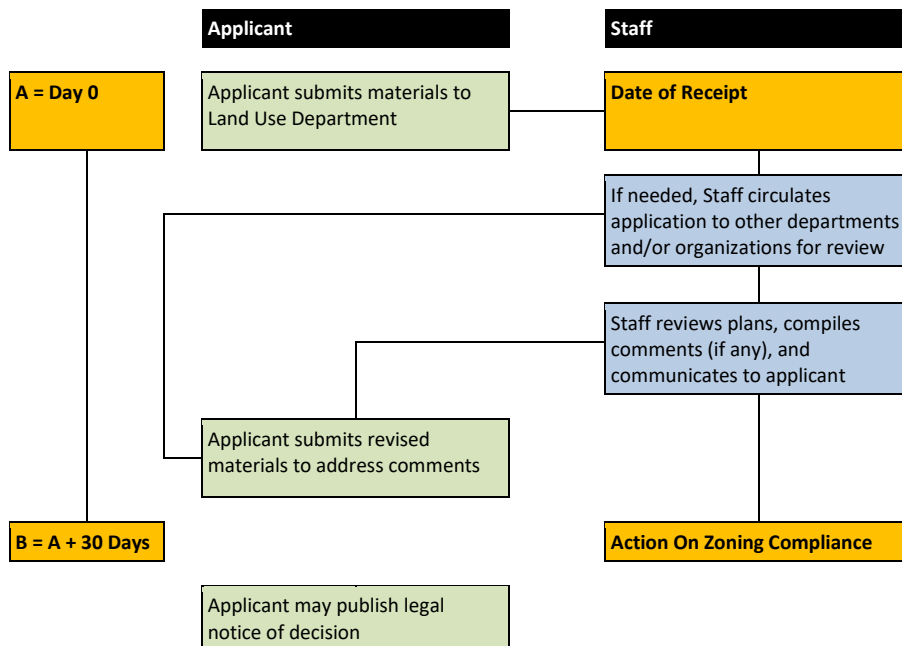 Applicant
Staff
A = Day 0
Applicant submits materials to
Land Use Department
Date of Receipt
If needed, Staff circulates
application to other departments
and/or organizations for review
Staff reviews plans, compiles
comments (if any), and
communicates to applicant
Applicant submits revised
materials to address comments
B = A + 30 Days
Action On Zoning Compliance
Applicant may publish legal
notice of decision